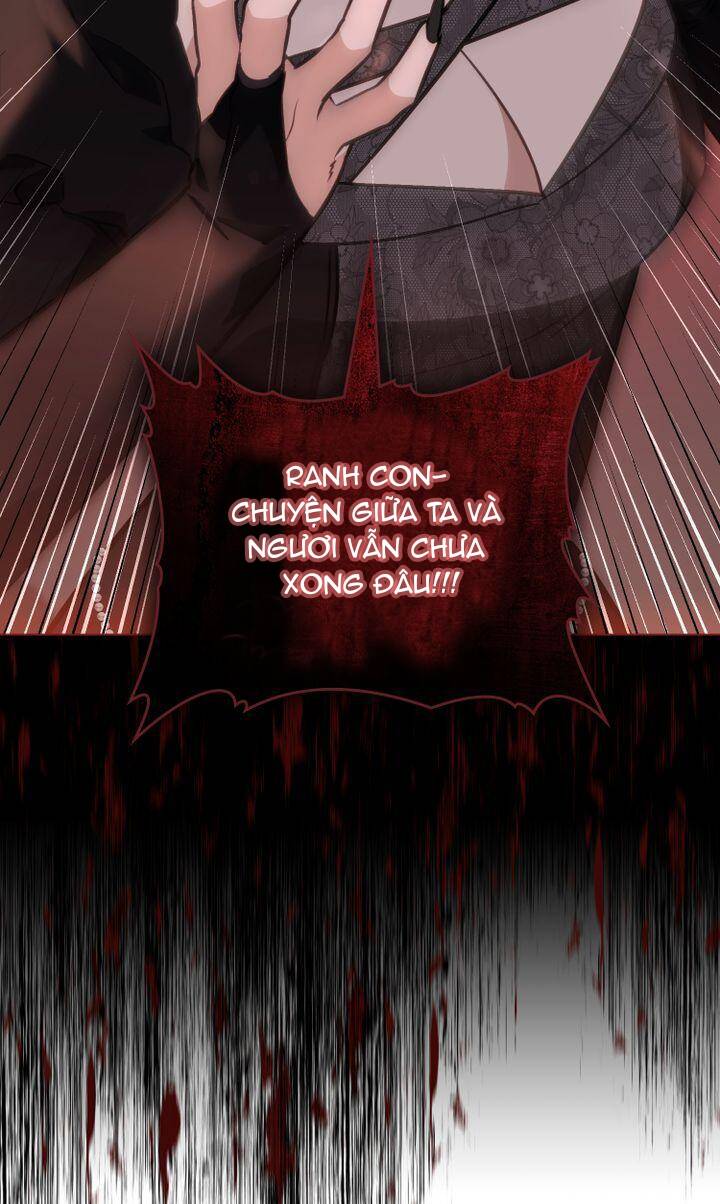 RANH CON-
CHUYỆN GIỮA TA VÀ
NGƯƠI VẪN CHƯA
XONG ĐÂU!!!